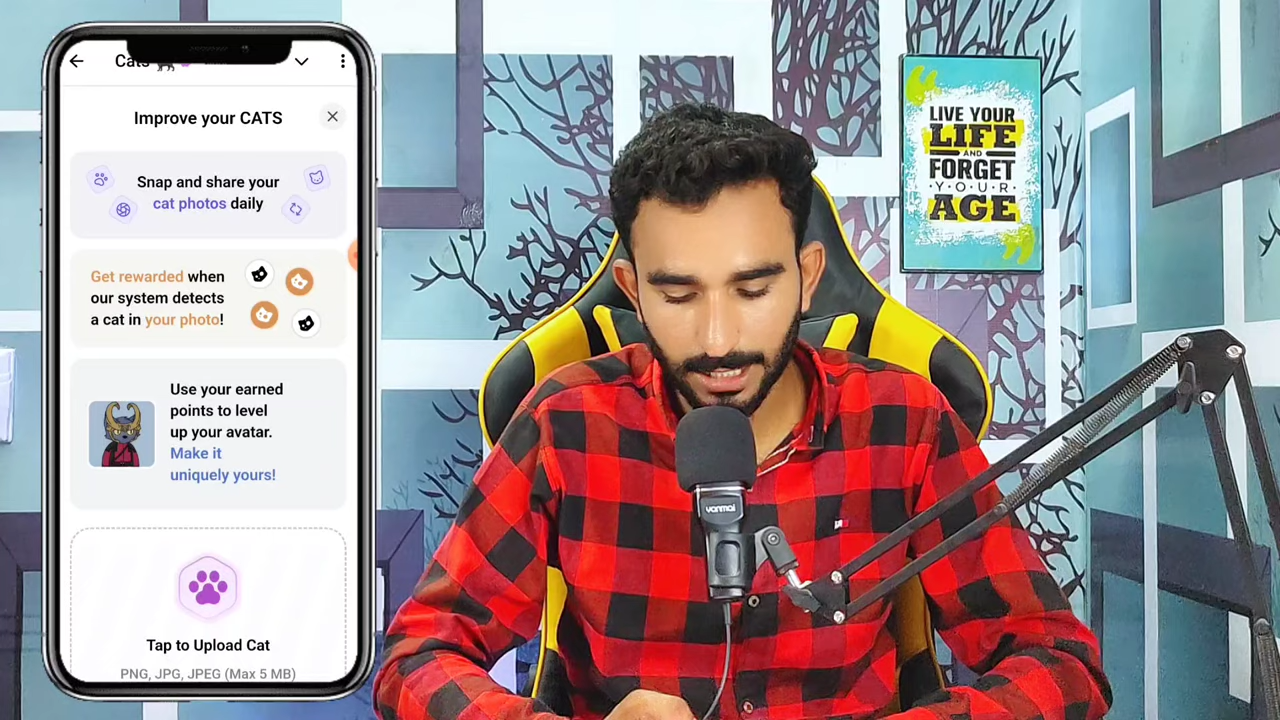 Cats
Improve your CATS
Snap and share your
cat photos daily
Get rewarded when
our system detects
a cat in your photo!
Use your earned
points to level
up your avatar.
Make it
uniquely yours!
Tap to Upload Cat
PNG, JPG, JPEG (Max 5 MB)
LIVE YOUR
LIFE
AND
FORGET
YOUR
AGE
vanmai